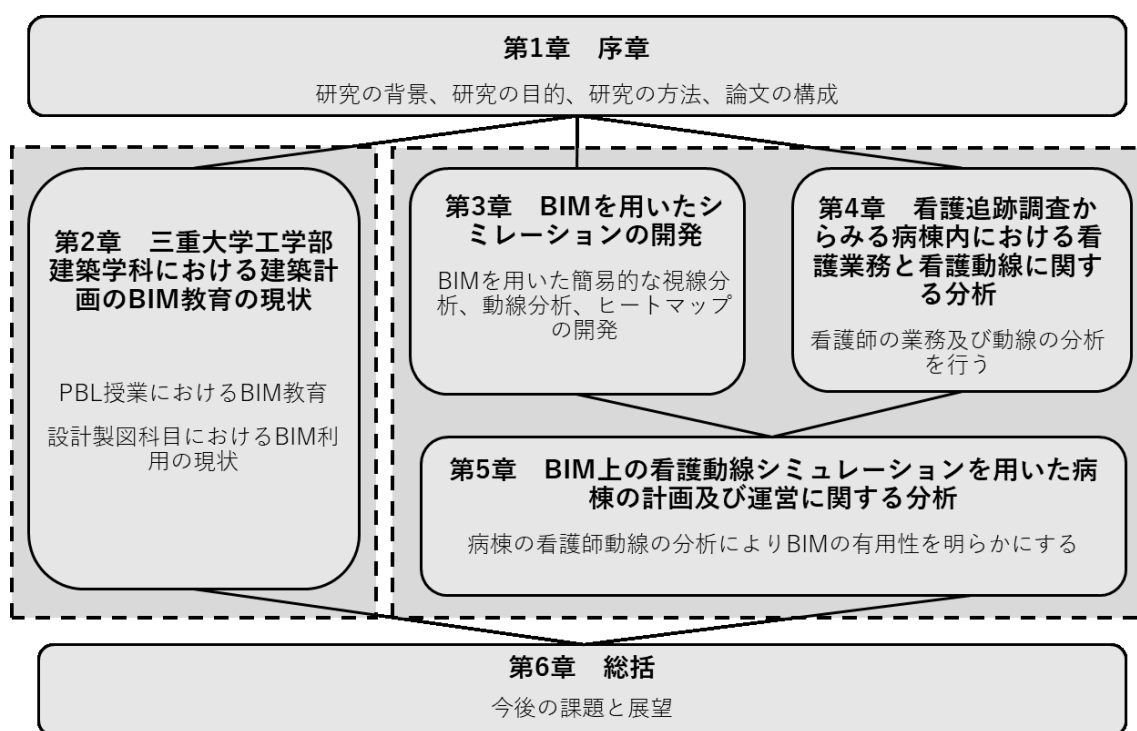 第1章　序章
研究の背景、研究の目的、研究の方法、論文の構成
第2章　三重大学工学部
建築学科における建築計
画のBIM教育の現状
PBL授業におけるBIM教育
設計製図科目におけるBIM利
用の現状
第3章　BIMを用いたシ
ミレーションの開発
BIMを用いた簡易的な視線分
析、動線分析、ヒートマップ
の開発
第4章　看護追跡調査か
らみる病棟内における看
護業務と看護動線に関す
る分析
看護師の業務及び動線の分析
を行う
第5章　BIM上の看護動線シミュレーションを用いた病
棟の計画及び運営に関する分析
病棟の看護師動線の分析によりBIMの有用性を明らかにする
第6章　総括
今後の課題と展望